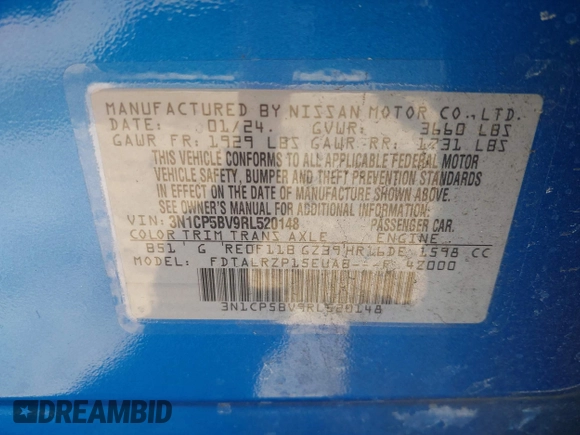 MANUFACTURED BY NISSAN MOTOR CO., LTD.
DATE: 01/24. GVWR: 3660 LBS
GAWR FR: 1929 LBS GAWR RR: 1731 LBS
THIS VEHICLE CONFORMS TO ALL APPLICABLE FEDERAL MOTOR
VEHICLE SAFETY, BUMPER AND THEFT PREVENTION STANDARDS
IN EFFECT ON THE DATE OF MANUFACTURE SHOWN ABOVE.
SEE OWNER'S MANUAL FOR ADDITIONAL INFORMATION.
VIN: 3N1CP5BV9RL520148 PASSENGER CAR.
COLOR TRIM TRANS AXLE ENGINE
B51 G RE0F11B GZ39 HR16DE 1598 CC
MODEL: FDTALRZP15EUAB---E- 42000
3N1CP5BV9RL520148
DREAMBID